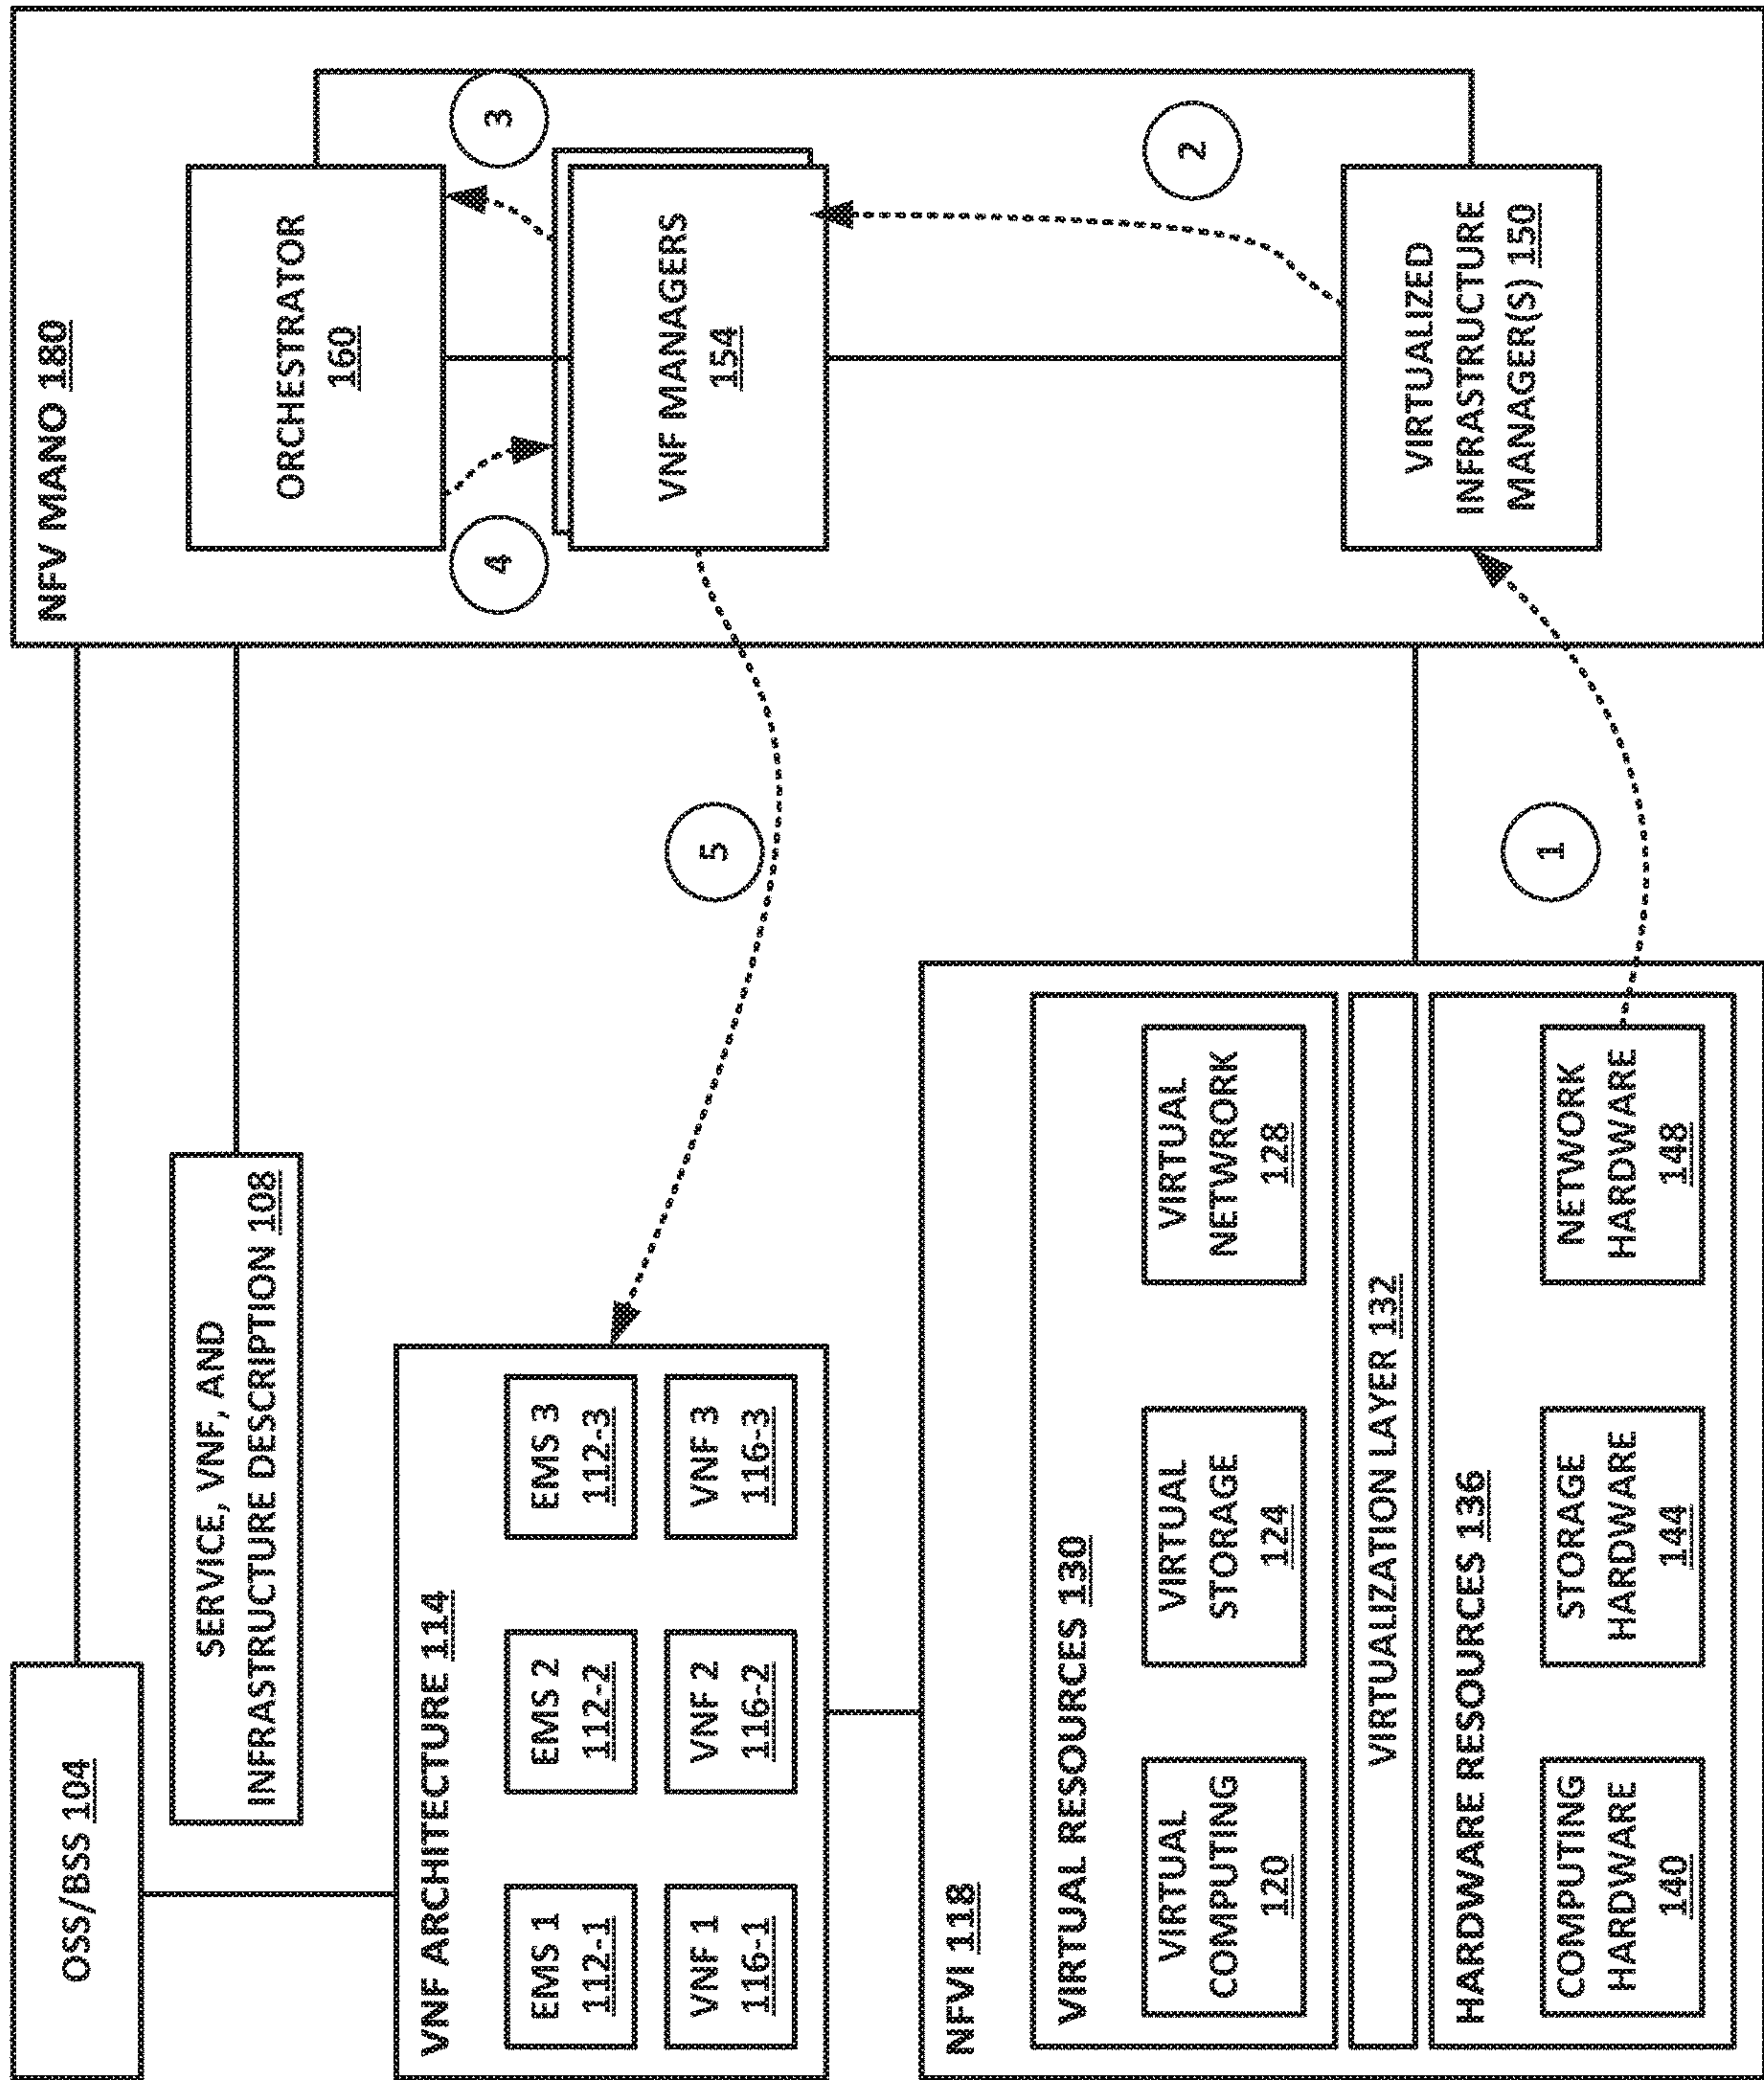 OSS/BSS 104
SERVICE, VNF, AND
INFRASTRUCTURE DESCRIPTION 108
VNF ARCHITECTURE 114
EMS 1
112-1
EMS 2
112-2
EMS 3
112-3
VNF 1
116-1
VNF 2
116-2
VNF 3
116-3
NFVI 118
VIRTUAL RESOURCES 130
VIRTUAL
COMPUTING
120
VIRTUAL
STORAGE
124
VIRTUAL
NETWROK
128
VIRTUALIZATION LAYER 132
HARDWARE RESOURCES 136
COMPUTING
HARDWARE
140
STORAGE
HARDWARE
144
NETWORK
HARDWARE
148
NFV MANO 180
ORCHESTRATOR
160
4
3
VNF MANAGERS
154
5
2
VIRTUALIZED
INFRASTRUCTURE
MANAGER(S) 150
1